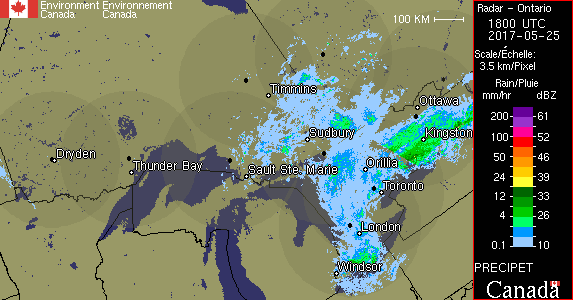 Environment Environnement
Canada Canada
100 KM
Timmins
Ottawa
Sudbury
Kingston
Dryden
Thunder Bay
Sault Ste. Marie
Orillia
Toronto
London
Windsor
Radar - Ontario
1800 UTC
2017-05-25
Scale/Échelle:
3.5 km/Pixel
Rain/Pluie
mm/hr dBZ
200 61
100 52
50 46
24 39
12 33
4 26
0.1 10
PRECIPET
Canada